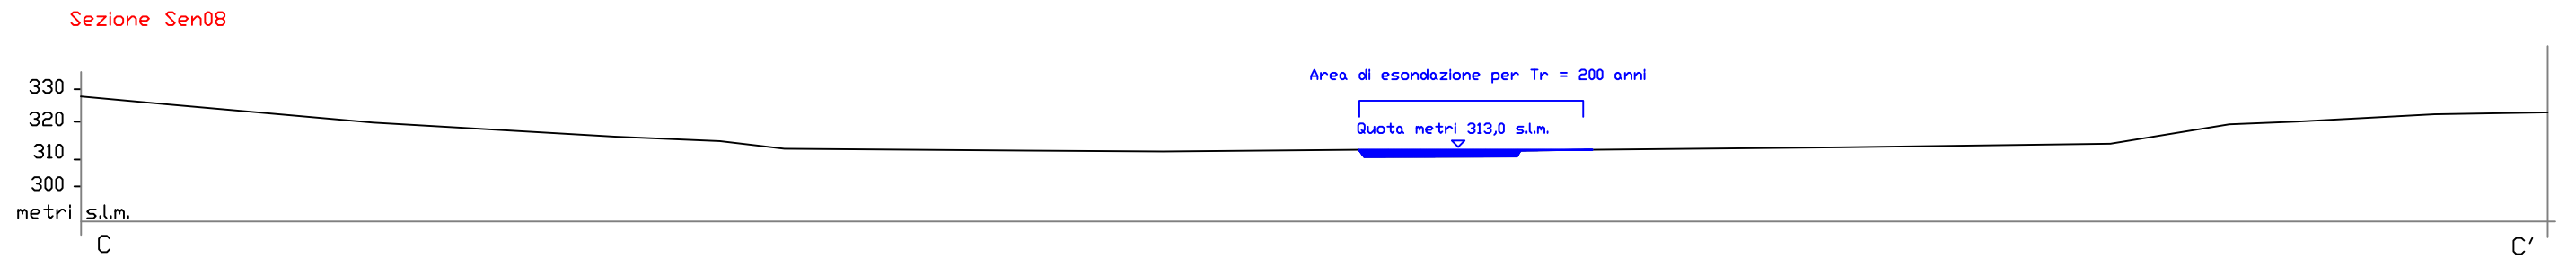 Sezione Sen08
Area di esondazione per Tr = 200 anni
330
320
Quota metri 313,0 s.l.m.
310
300
metri s.l.m.
C C'